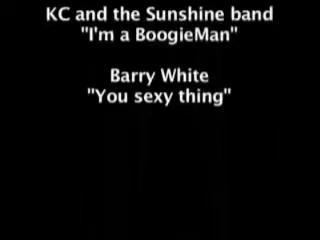 KC and the Sunshine band
"I'm a BoogieMan"
Barry White
"You sexy thing"